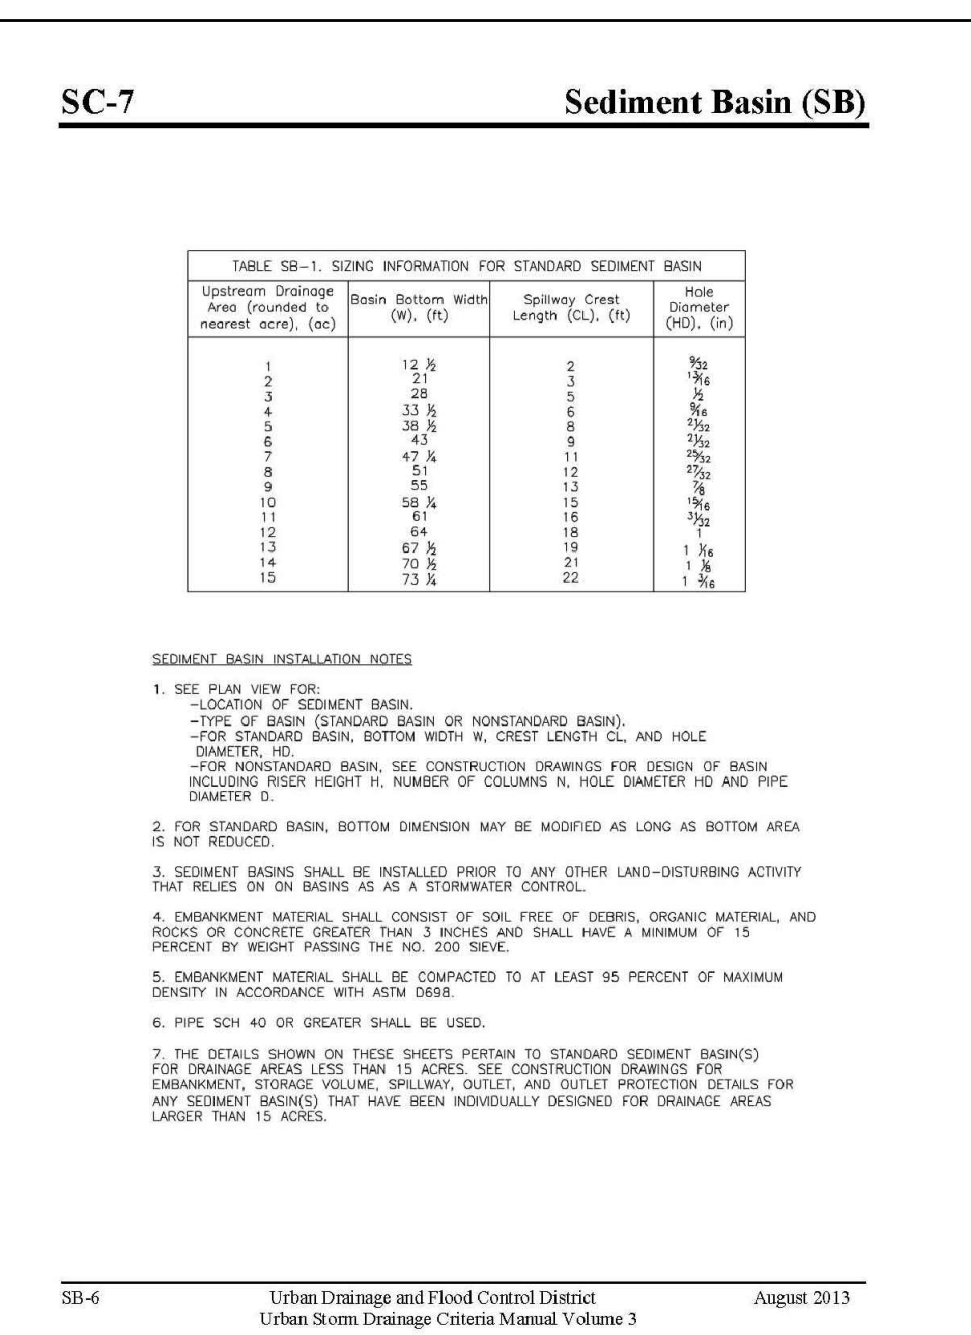 SC-7 Sediment Basin (SB)
TABLE SB-1. SIZING INFORMATION FOR STANDARD SEDIMENT BASIN
Upstream Drainage Area (rounded to nearest acre), (ac) | Basin Bottom Width (W), (ft) | Spillway Crest Length (CL), (ft) | Hole Diameter (HD), (in)
1 12 ½ 2 9/32
2 21 3 13/16
3 28 5 ½
4 33 ½ 6 9/16
5 38 ½ 8 21/32
6 43 9 21/32
7 47 ¼ 11 25/32
8 51 12 27/32
9 55 13 7/8
10 58 ¼ 15 15/16
11 61 16 31/32
12 64 18 1
13 67 ½ 19 1 1/16
14 70 ½ 21 1 1/8
15 73 ¼ 22 1 3/16
SEDIMENT BASIN INSTALLATION NOTES
1. SEE PLAN VIEW FOR:
-LOCATION OF SEDIMENT BASIN.
-TYPE OF BASIN (STANDARD BASIN OR NONSTANDARD BASIN).
-FOR STANDARD BASIN, BOTTOM WIDTH W, CREST LENGTH CL, AND HOLE
DIAMETER, HD.
-FOR NONSTANDARD BASIN, SEE CONSTRUCTION DRAWINGS FOR DESIGN OF BASIN
INCLUDING RISER HEIGHT H, NUMBER OF COLUMNS N, HOLE DIAMETER HD AND PIPE
DIAMETER D.
2. FOR STANDARD BASIN, BOTTOM DIMENSION MAY BE MODIFIED AS LONG AS BOTTOM AREA
IS NOT REDUCED.
3. SEDIMENT BASINS SHALL BE INSTALLED PRIOR TO ANY OTHER LAND-DISTURBING ACTIVITY
THAT RELIES ON ON BASINS AS AS A STORMWATER CONTROL.
4. EMBANKMENT MATERIAL SHALL CONSIST OF SOIL FREE OF DEBRIS, ORGANIC MATERIAL, AND
ROCKS OR CONCRETE GREATER THAN 3 INCHES AND SHALL HAVE A MINIMUM OF 15
PERCENT BY WEIGHT PASSING THE NO. 200 SIEVE.
5. EMBANKMENT MATERIAL SHALL BE COMPACTED TO AT LEAST 95 PERCENT OF MAXIMUM
DENSITY IN ACCORDANCE WITH ASTM D698.
6. PIPE SCH 40 OR GREATER SHALL BE USED.
7. THE DETAILS SHOWN ON THESE SHEETS PERTAIN TO STANDARD SEDIMENT BASIN(S)
FOR DRAINAGE AREAS LESS THAN 15 ACRES. SEE CONSTRUCTION DRAWINGS FOR
EMBANKMENT, STORAGE VOLUME, SPILLWAY, OUTLET, AND OUTLET PROTECTION DETAILS FOR
ANY SEDIMENT BASIN(S) THAT HAVE BEEN INDIVIDUALLY DESIGNED FOR DRAINAGE AREAS
LARGER THAN 15 ACRES.
SB-6 Urban Drainage and Flood Control District August 2013
Urban Storm Drainage Criteria Manual Volume 3